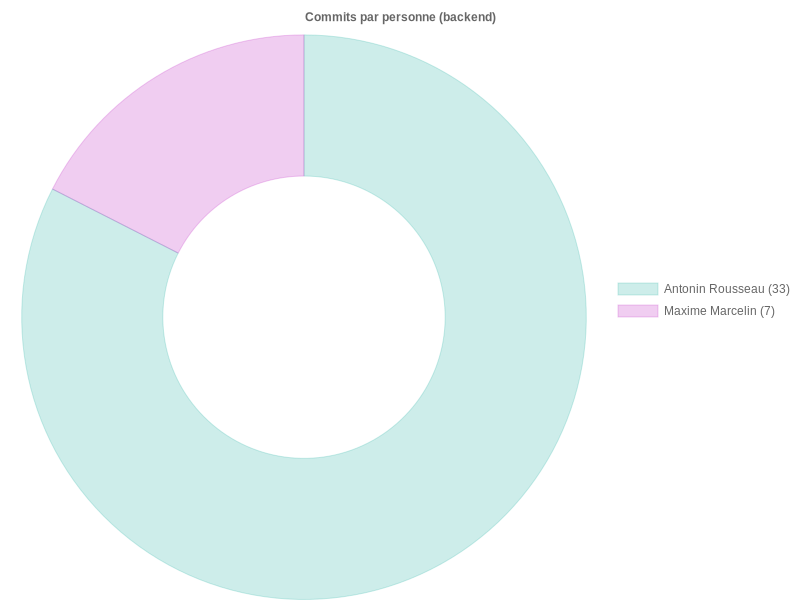 Commits par personne (backend)
Antonin Rousseau (33)
Maxime Marcelin (7)